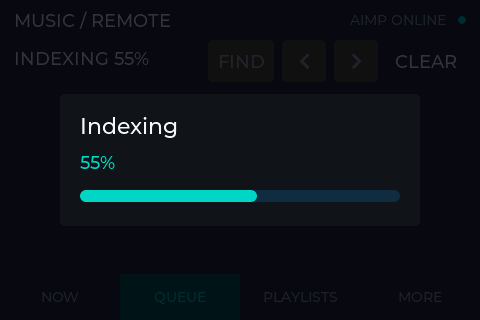 MUSIC / REMOTE
AIMP ONLINE
INDEXING 55%
FIND
CLEAR
Indexing
55%
NOW
QUEUE
PLAYLISTS
MORE